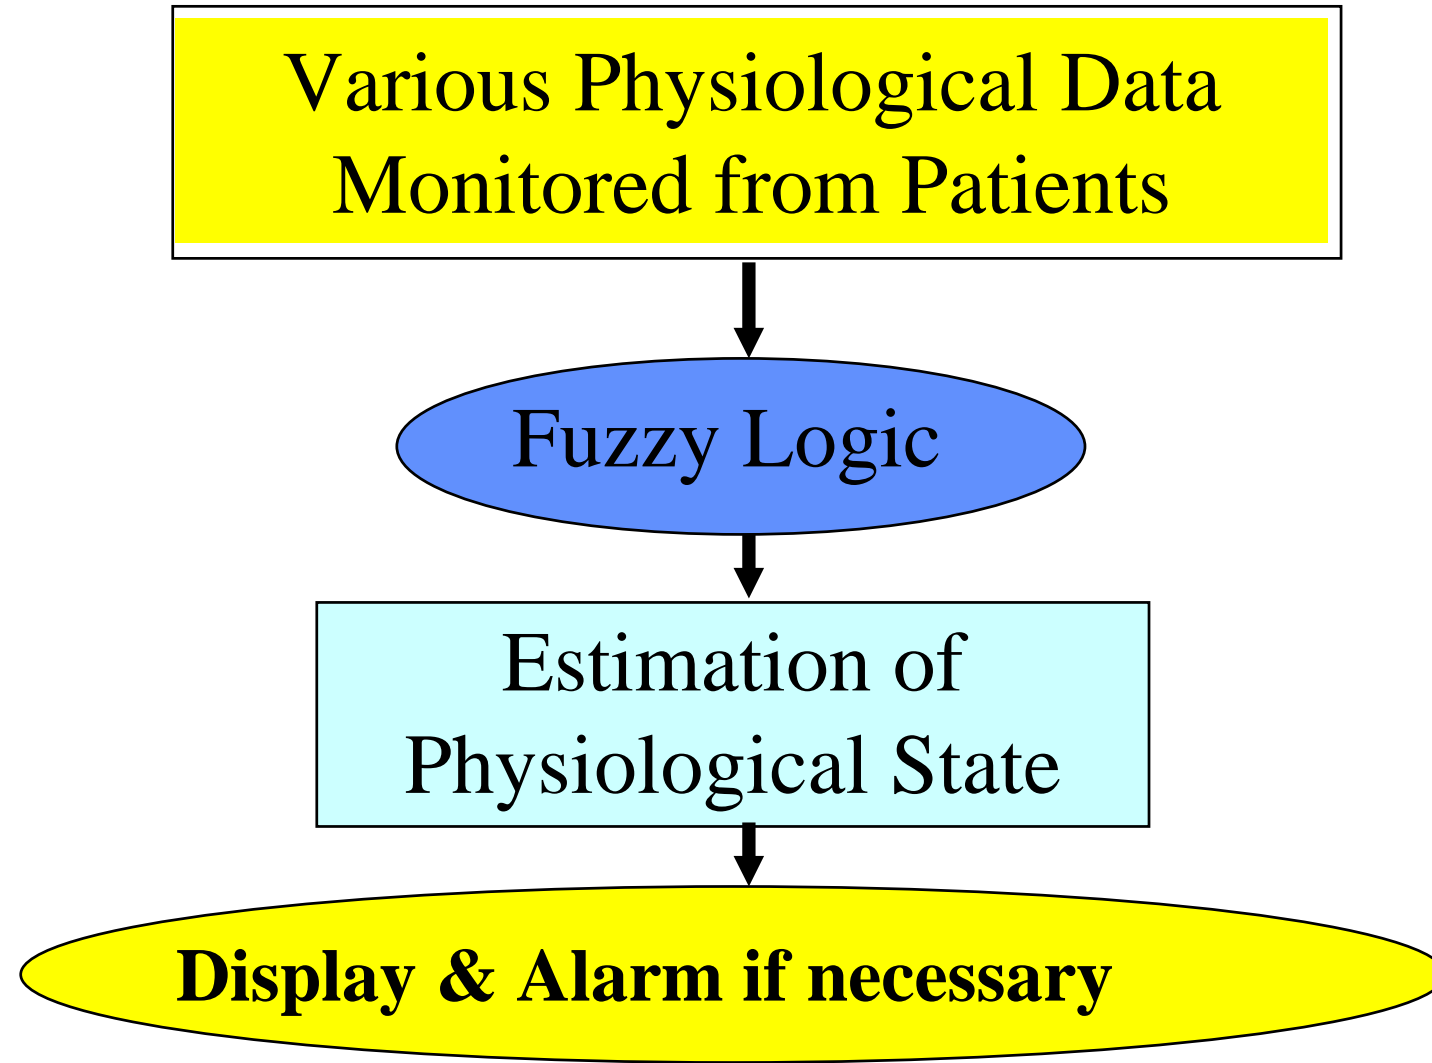 Various Physiological Data
Monitored from Patients
Fuzzy Logic
Estimation of
Physiological State
Display & Alarm if necessary